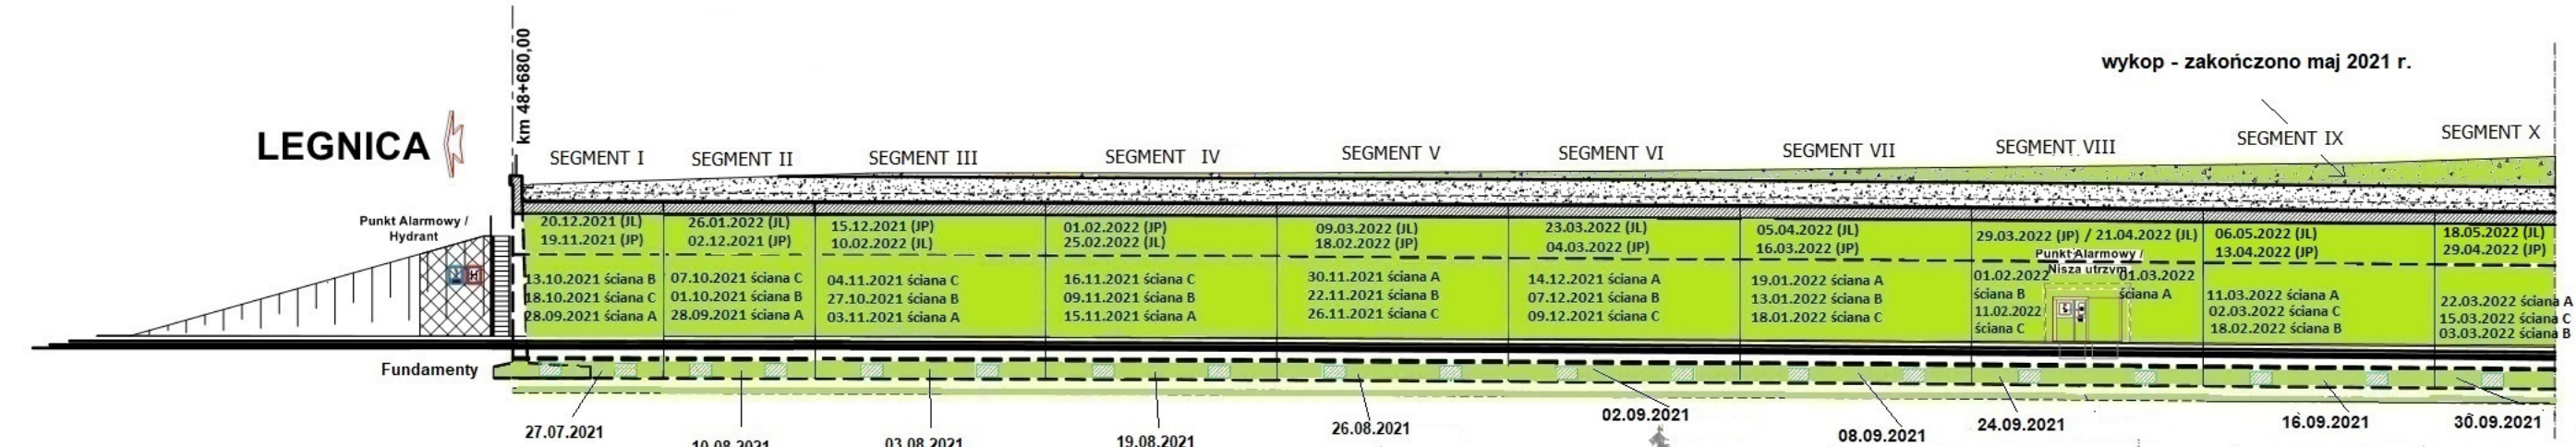 km 48+680,00
wykop - zakończono maj 2021 r.
LEGNICA
SEGMENT I
SEGMENT II
SEGMENT III
SEGMENT IV
SEGMENT V
SEGMENT VI
SEGMENT VII
SEGMENT VIII
SEGMENT IX
SEGMENT X
Punkt Alarmowy /
Hydrant
20.12.2021 (JL)
19.11.2021 (JP)
13.10.2021 ściana B
18.10.2021 ściana C
28.09.2021 ściana A
26.01.2022 (JL)
02.12.2021 (JP)
07.10.2021 ściana C
01.10.2021 ściana B
28.09.2021 ściana A
15.12.2021 (JP)
10.02.2022 (JL)
04.11.2021 ściana C
27.10.2021 ściana B
03.11.2021 ściana A
01.02.2022 (JP)
25.02.2022 (JL)
16.11.2021 ściana C
09.11.2021 ściana B
15.11.2021 ściana A
09.03.2022 (JL)
18.02.2022 (JP)
30.11.2021 ściana A
22.11.2021 ściana B
26.11.2021 ściana C
23.03.2022 (JL)
04.03.2022 (JP)
14.12.2021 ściana A
07.12.2021 ściana B
09.12.2021 ściana C
05.04.2022 (JL)
16.03.2022 (JP)
19.01.2022 ściana A
13.01.2022 ściana B
18.01.2022 ściana C
29.03.2022 (JP) / 21.04.2022 (JL)
Punkt Alarmowy /
Nisza utrzym.
01.02.2022
ściana B
11.02.2022
ściana C
01.03.2022
ściana A
06.05.2022 (JL)
13.04.2022 (JP)
11.03.2022 ściana A
02.03.2022 ściana C
18.02.2022 ściana B
18.05.2022 (JL)
29.04.2022 (JP)
22.03.2022 ściana A
15.03.2022 ściana C
03.03.2022 ściana B
Fundamenty
27.07.2021
10.08.2021
03.08.2021
19.08.2021
26.08.2021
02.09.2021
08.09.2021
24.09.2021
16.09.2021
30.09.2021